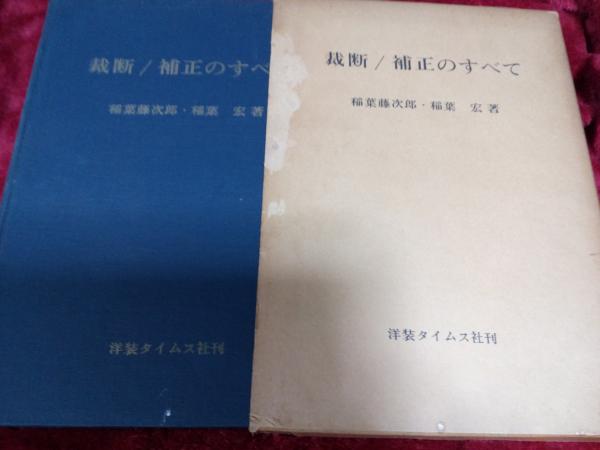 裁断/補正のすべ
稲葉藤次郎・稲葉 宏著
洋装タイムス社刊
裁断/補正のすべて
稲葉藤次郎・稲葉 宏著
洋装タイムス社刊